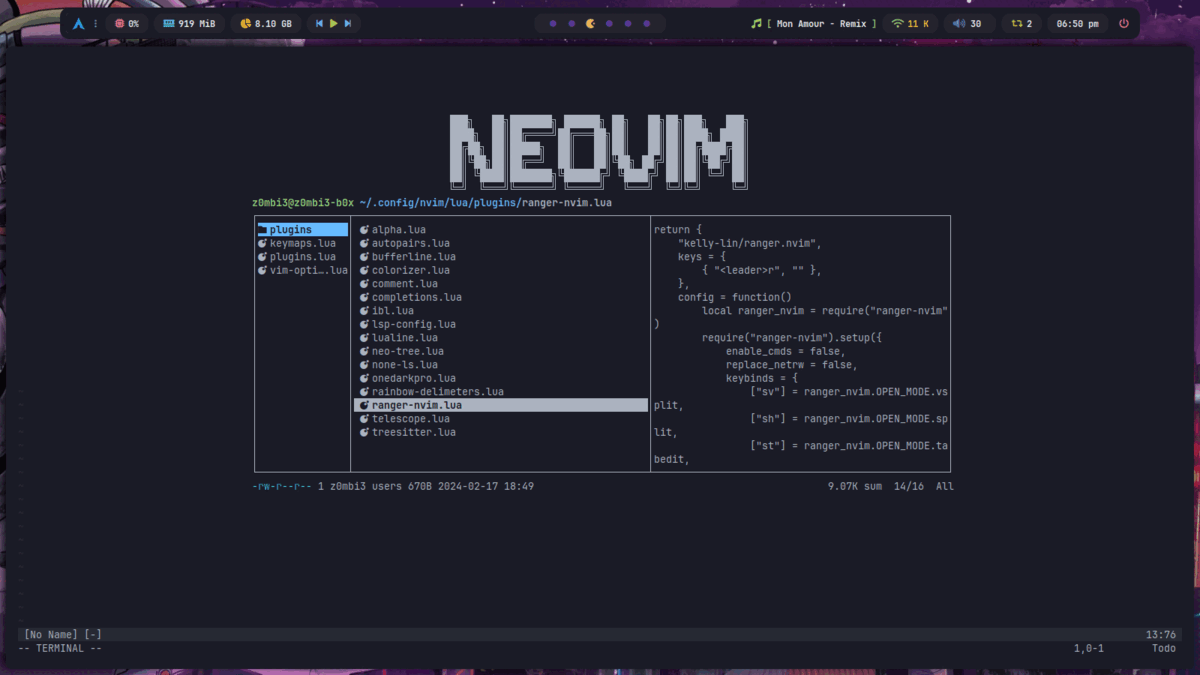 0% 919 MiB 8.10 GB [ Mon Amour - Remix ] 11 K 30 2 06:50 pm
NEOVIM
z0mbi3@z0mbi3-b0x ~/.config/nvim/lua/plugins/ranger-nvim.lua
plugins
keymaps.lua
plugins.lua
vim-opti….lua
alpha.lua
autopairs.lua
bufferline.lua
colorizer.lua
comment.lua
completions.lua
ibl.lua
lsp-config.lua
lualine.lua
neo-tree.lua
none-ls.lua
onedarkpro.lua
rainbow-delimeters.lua
ranger-nvim.lua
telescope.lua
treesitter.lua
return {
    "kelly-lin/ranger.nvim",
    keys = {
        { "<leader>r", "" },
    },
    config = function()
        local ranger_nvim = require("ranger-nvim"
)
        require("ranger-nvim").setup({
            enable_cmds = false,
            replace_netrw = false,
            keybinds = {
                ["sv"] = ranger_nvim.OPEN_MODE.vs
plit,
                ["sh"] = ranger_nvim.OPEN_MODE.sp
lit,
                ["st"] = ranger_nvim.OPEN_MODE.ta
bedit,
-rw-r--r-- 1 z0mbi3 users 670B 2024-02-17 18:49 9.07K sum 14/16 All
[No Name] [-] 13:76
-- TERMINAL -- 1,0-1 Todo